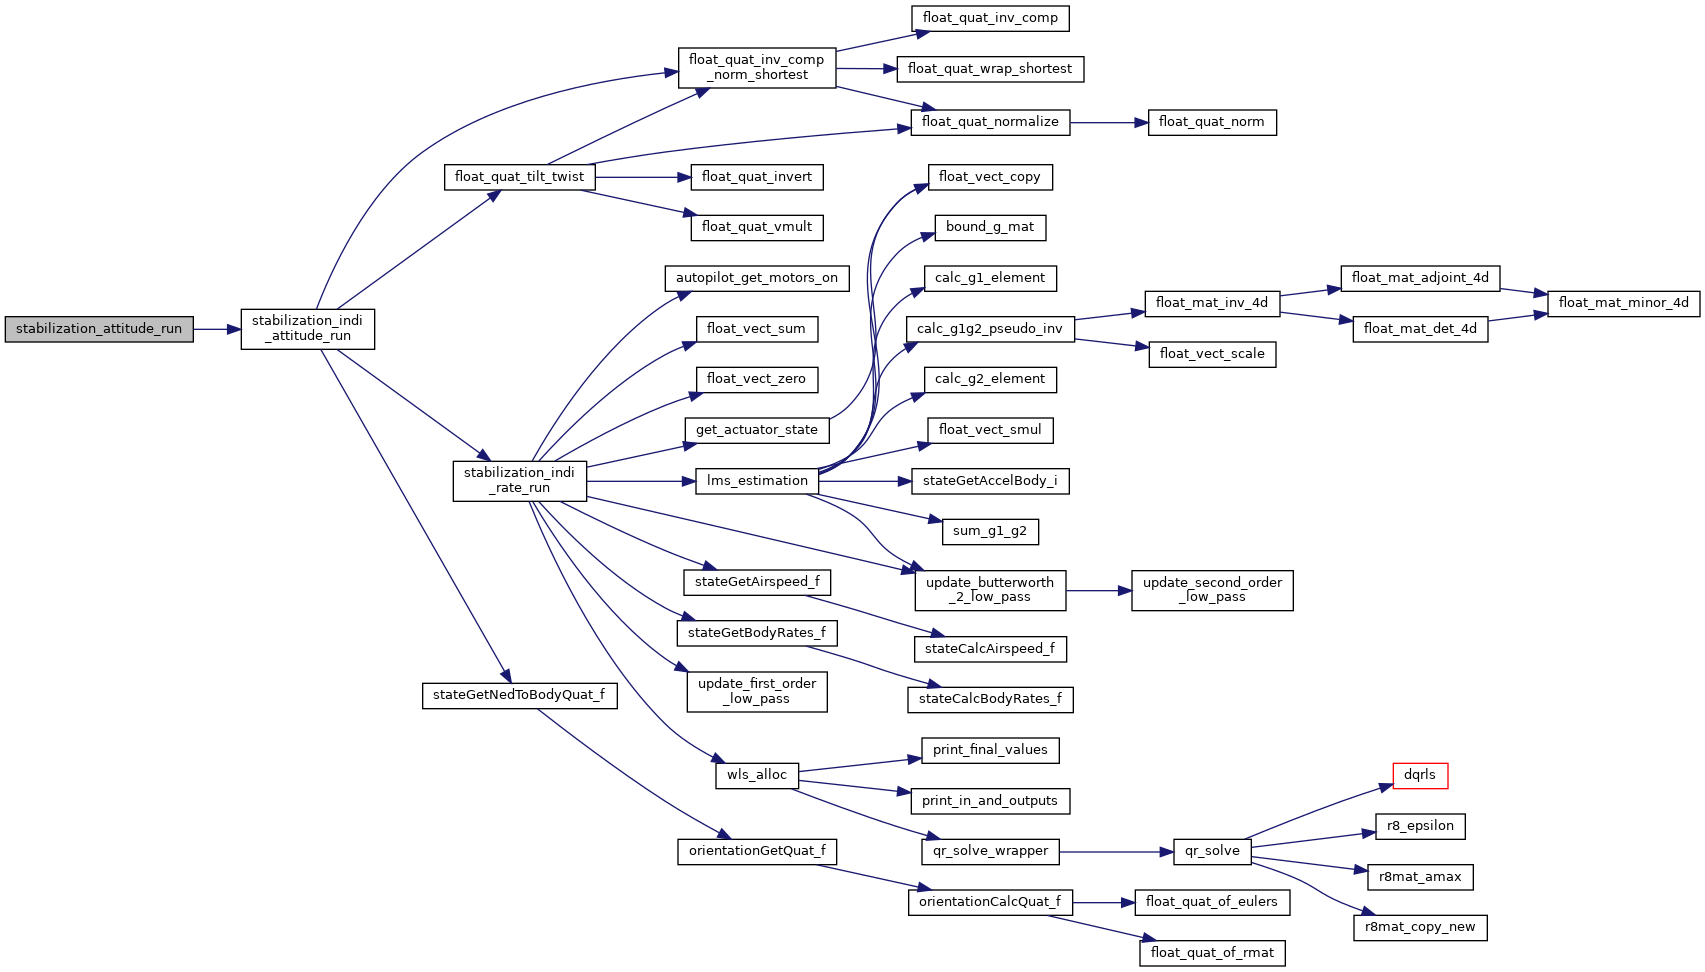 float_quat_inv_comp
float_quat_inv_comp
_norm_shortest
float_quat_wrap_shortest
float_quat_normalize
float_quat_norm
float_quat_tilt_twist
float_quat_invert
float_vect_copy
float_quat_vmult
bound_g_mat
autopilot_get_motors_on
calc_g1_element
float_mat_adjoint_4d
float_mat_inv_4d
float_mat_minor_4d
stabilization_attitude_run
stabilization_indi
_attitude_run
float_vect_sum
calc_g1g2_pseudo_inv
float_mat_det_4d
float_vect_scale
float_vect_zero
calc_g2_element
get_actuator_state
float_vect_smul
stabilization_indi
_rate_run
lms_estimation
stateGetAccelBody_i
sum_g1_g2
stateGetAirspeed_f
update_butterworth
_2_low_pass
update_second_order
_low_pass
stateGetBodyRates_f
stateCalcAirspeed_f
stateGetNedToBodyQuat_f
update_first_order
_low_pass
stateCalcBodyRates_f
print_final_values
wls_alloc
dqrls
print_in_and_outputs
r8_epsilon
orientationGetQuat_f
qr_solve_wrapper
qr_solve
r8mat_amax
orientationCalcQuat_f
float_quat_of_eulers
r8mat_copy_new
float_quat_of_rmat